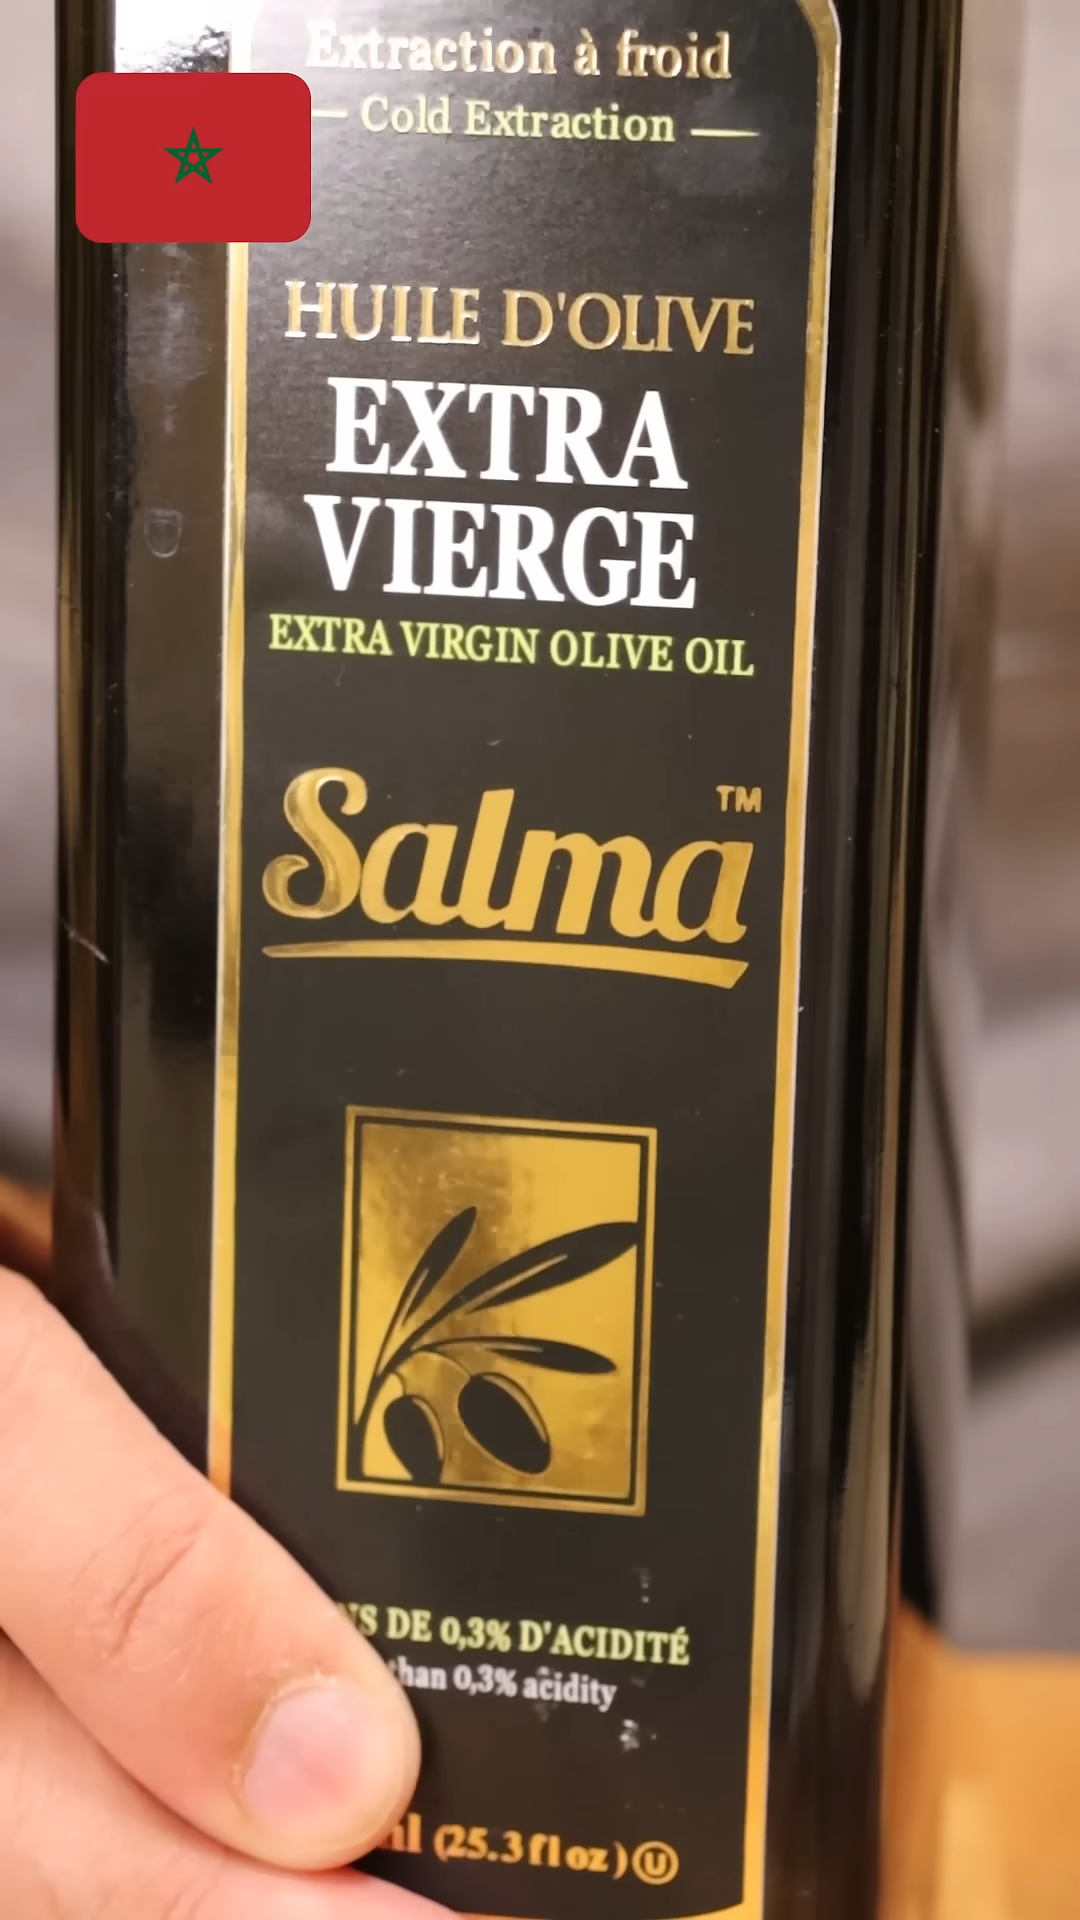 Extraction à froid
Cold Extraction
HUILE D'OLIVE
EXTRA
VIERGE
EXTRA VIRGIN OLIVE OIL
Salma™
DE 0,3% D'ACIDITÉ
than 0,3% acidity
ml (25.3 fl oz) U